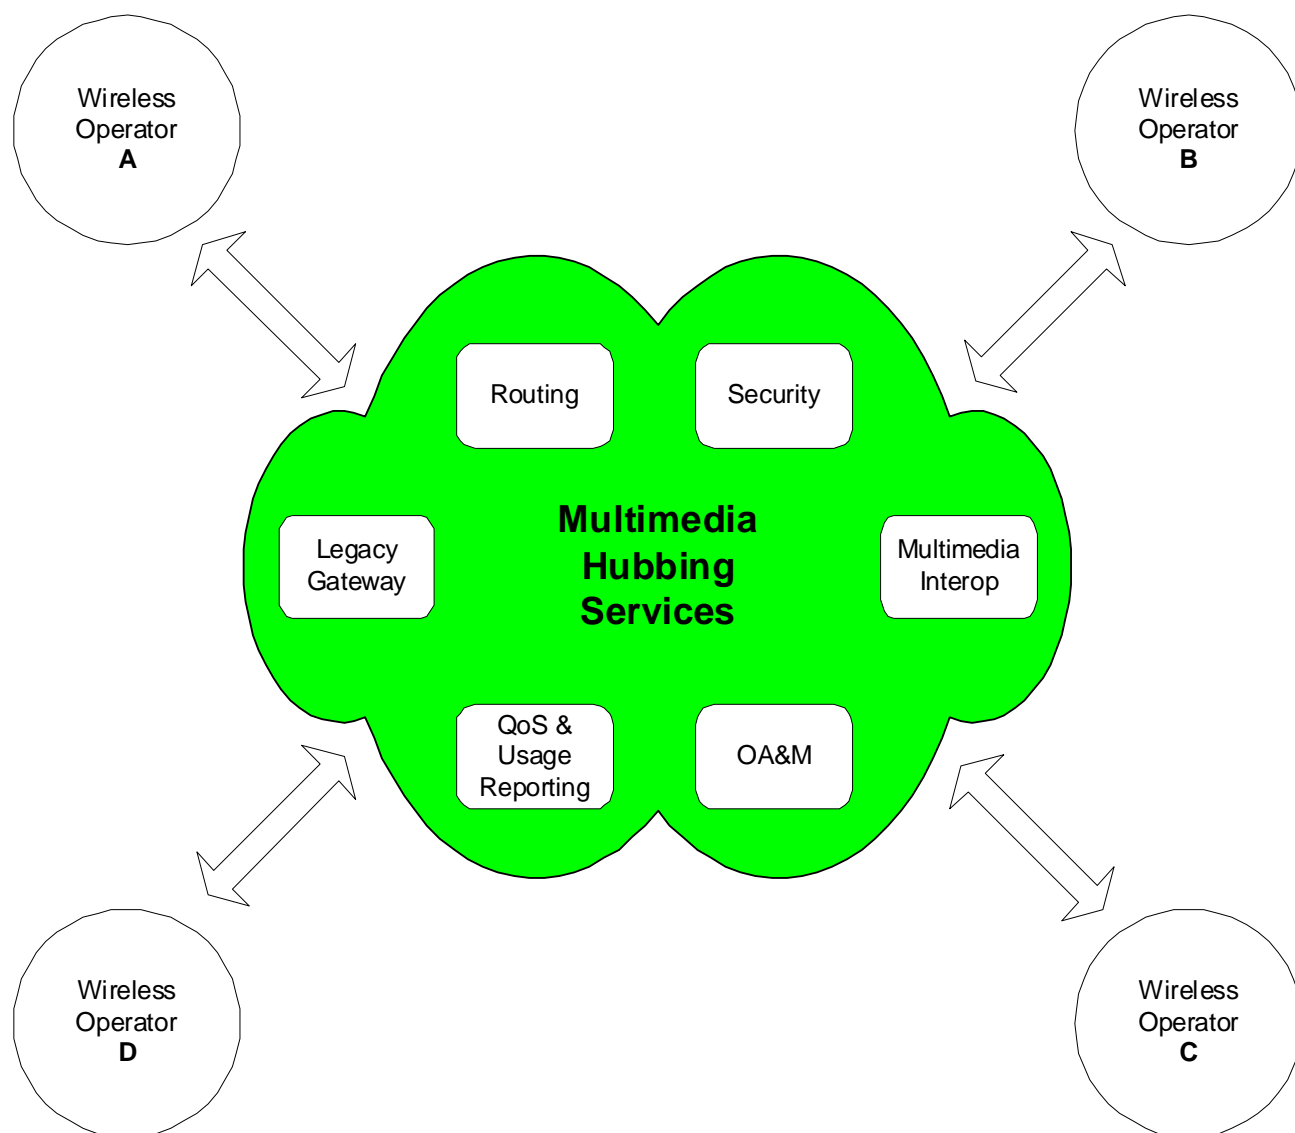 Wireless
Operator
A
Wireless
Operator
B
Routing
Security
Multimedia
Hubbing
Services
Legacy
Gateway
Multimedia
Interop
QoS &
Usage
Reporting
OA&M
Wireless
Operator
D
Wireless
Operator
C